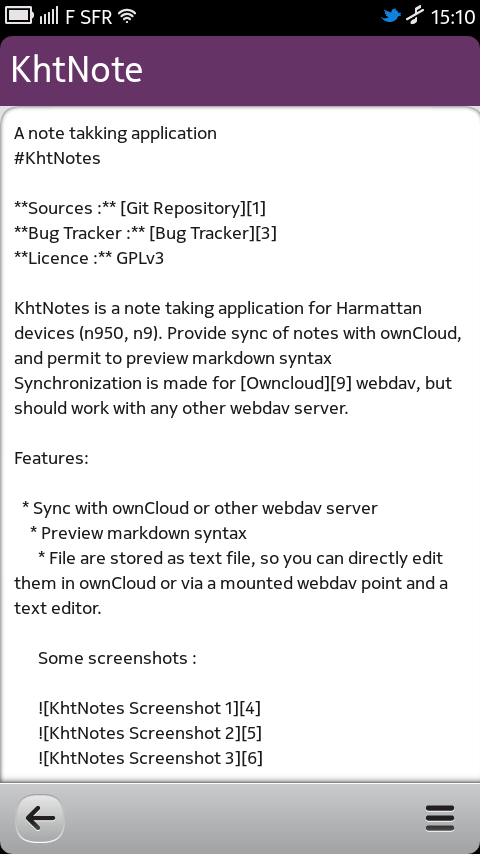 F SFR
15:10
KhtNote
A note takking application
#KhtNotes
**Sources :** [Git Repository][1]
**Bug Tracker :** [Bug Tracker][3]
**Licence :** GPLv3
KhtNotes is a note taking application for Harmattan
devices (n950, n9). Provide sync of notes with ownCloud,
and permit to preview markdown syntax
Synchronization is made for [Owncloud][9] webdav, but
should work with any other webdav server.
Features:
* Sync with ownCloud or other webdav server
* Preview markdown syntax
* File are stored as text file, so you can directly edit
them in ownCloud or via a mounted webdav point and a
text editor.
Some screenshots :
![KhtNotes Screenshot 1][4]
![KhtNotes Screenshot 2][5]
![KhtNotes Screenshot 3][6]